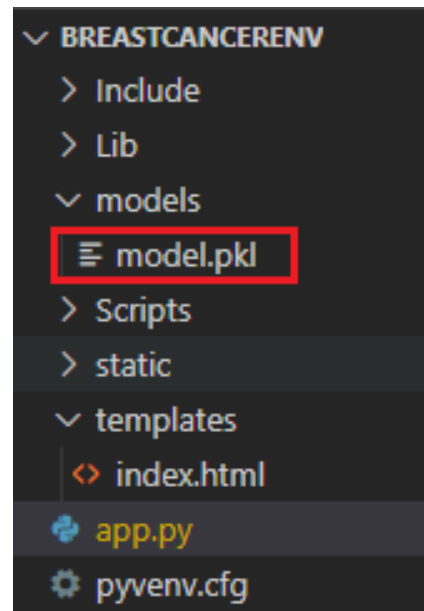 BREASTCANCERENV
Include
Lib
models
model.pkl
Scripts
static
templates
<> index.html
app.py
pyvenv.cfg